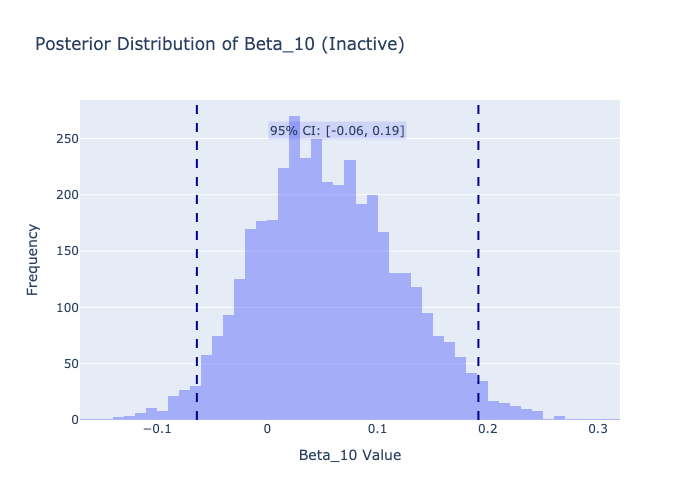 Posterior Distribution of Beta_10 (Inactive)
95% CI: [-0.06, 0.19]
250
200
150
100
50
0
Frequency
−0.1
0
0.1
0.2
0.3
Beta_10 Value